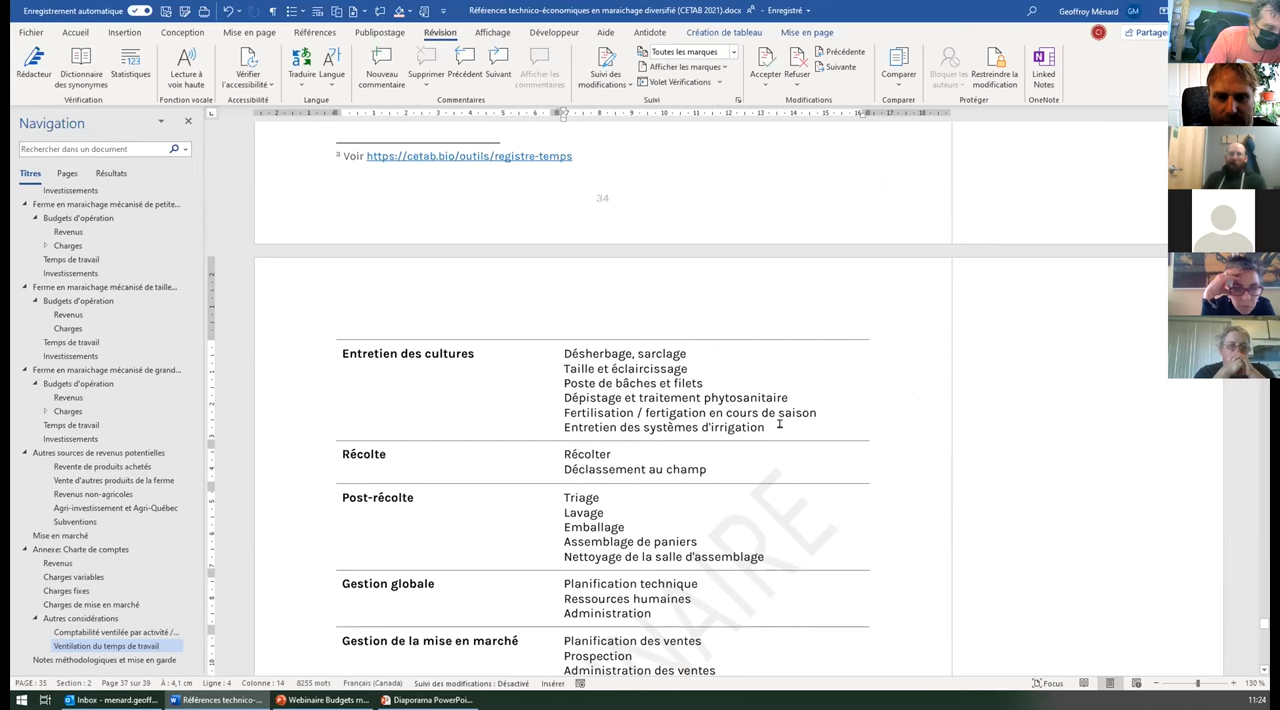 Enregistrement automatique
Références technico-économiques en maraichage diversifié (CETAB 2021).docx
Enregistré
Geoffroy Ménard
GM
Fichier
Accueil
Insertion
Conception
Mise en page
Références
Publipostage
Révision
Affichage
Développeur
Aide
Antidote
Création de tableau
Mise en page
CI
Partager
Rédacteur
Dictionnaire des synonymes
Statistiques
Vérification
Lecture à voix haute
Fonction vocale
Vérifier l'accessibilité
Accessibilité
Traduire
Langue
Langue
Nouveau commentaire
Supprimer
Précédent
Suivant
Afficher les commentaires
Commentaires
Suivi des modifications
Toutes les marques
Afficher les marques
Volet Vérifications
Suivi
Accepter
Refuser
Précédente
Suivante
Modifications
Comparer
Comparer
Bloquer les auteurs
Restreindre la modification
Protéger
Linked Notes
OneNote
Navigation
Rechercher dans un document
Titres
Pages
Résultats
Investissements
Ferme en maraichage mécanisé de petite...
Budgets d'opération
Revenus
Charges
Temps de travail
Investissements
Ferme en maraichage mécanisé de taille...
Budgets d'opération
Revenus
Charges
Temps de travail
Investissements
Ferme en maraichage mécanisé de grand...
Budgets d'opération
Revenus
Charges
Temps de travail
Investissements
Autres sources de revenus potentielles
Revente de produits achetés
Vente d'autres produits de la ferme
Revenus non-agricoles
Agri-investissement et Agri-Québec
Subventions
Mise en marché
Annexe: Charte de comptes
Revenus
Charges variables
Charges fixes
Charges de mise en marché
Autres considérations
Comptabilité ventilée par activité /...
Ventilation du temps de travail
Notes méthodologiques et mise en garde
³ Voir https://cetab.bio/outils/registre-temps
34
Entretien des cultures
Désherbage, sarclage
Taille et éclaircissage
Poste de bâches et filets
Dépistage et traitement phytosanitaire
Fertilisation / fertigation en cours de saison
Entretien des systèmes d'irrigation
Récolte
Récolter
Déclassement au champ
Post-récolte
Triage
Lavage
Emballage
Assemblage de paniers
Nettoyage de la salle d'assemblage
Gestion globale
Planification technique
Ressources humaines
Administration
Gestion de la mise en marché
Planification des ventes
Prospection
Administration des ventes
VAIRE
PAGE : 35
Section : 2
Page 37 sur 39
À : 4,1 cm
Ligne : 4
Colonne : 14
8255 mots
Français (Canada)
Suivi des modifications : Désactivé
Insérer
Focus
130 %
Inbox - menard.geoff...
Références technico-...
Webinaire Budgets m...
Diaporama PowerPoi...
11:24